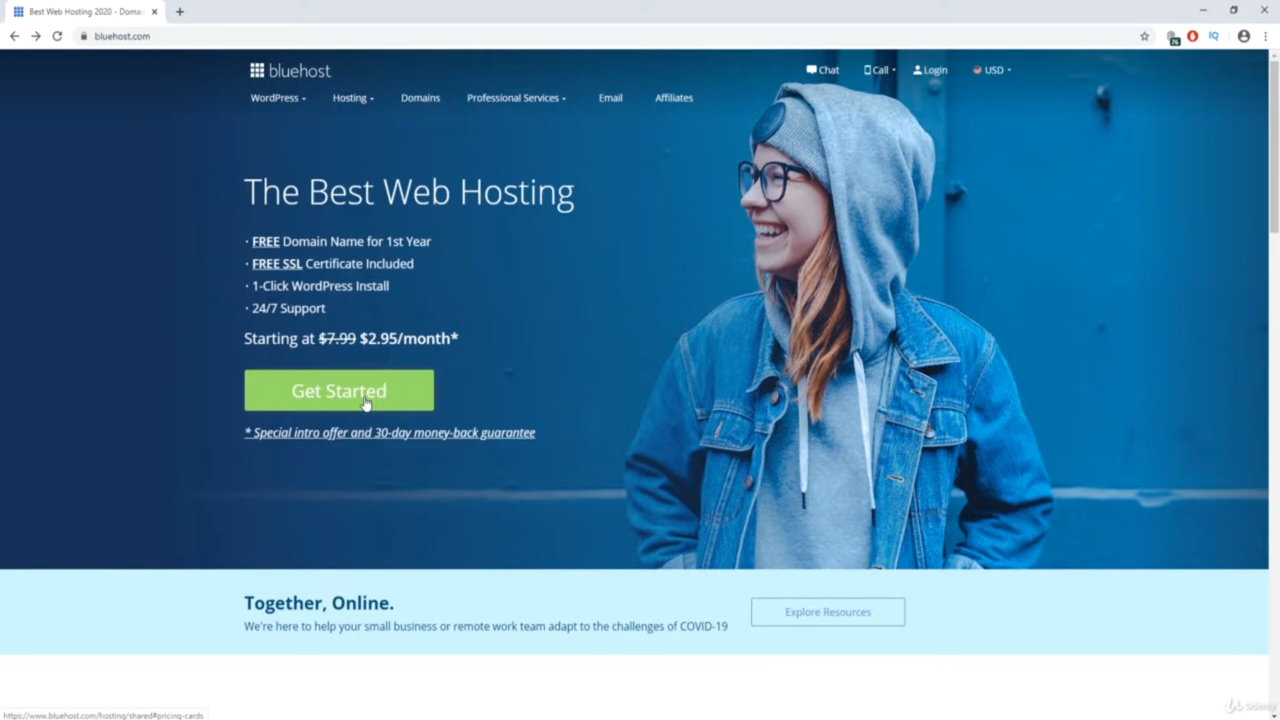 Best Web Hosting 2020 - Doma
bluehost.com
76
IQ
bluehost
Chat
Call
Login
USD
WordPress
Hosting
Domains
Professional Services
Email
Affiliates
The Best Web Hosting
· FREE Domain Name for 1st Year
· FREE SSL Certificate Included
· 1-Click WordPress Install
· 24/7 Support
Starting at $7.99 $2.95/month*
Get Started
* Special intro offer and 30-day money-back guarantee
Together, Online.
We're here to help your small business or remote work team adapt to the challenges of COVID-19
Explore Resources
https://www.bluehost.com/hosting/shared#pricing-cards
Udemy